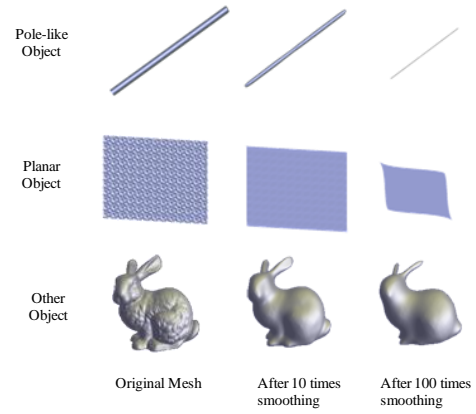 Pole-like
Object
Planar
Object
Other
Object
Original Mesh
After 10 times
smoothing
After 100 times
smoothing